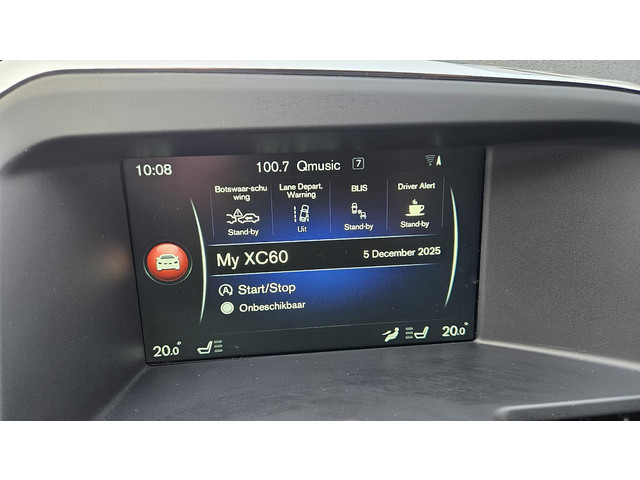 10:08 100.7 Qmusic 7
Botswaar-schu
wing
Stand-by
Lane Depart.
Warning
Uit
BLIS
Stand-by
Driver Alert
Stand-by
My XC60 5 December 2025
Start/Stop
Onbeschikbaar
20.0 20.0